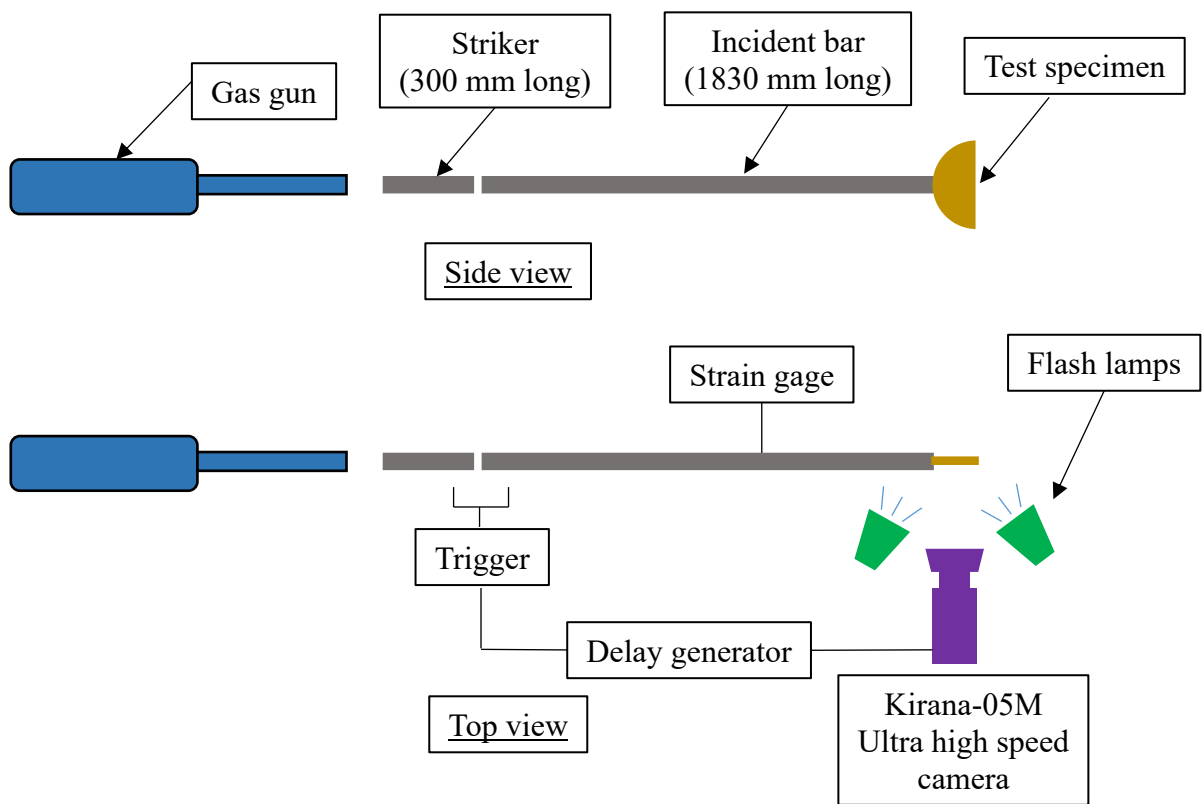 Gas gun
Striker
(300 mm long)
Incident bar
(1830 mm long)
Test specimen
Side view
Strain gage
Flash lamps
Trigger
Delay generator
Top view
Kirana-05M
Ultra high speed
camera